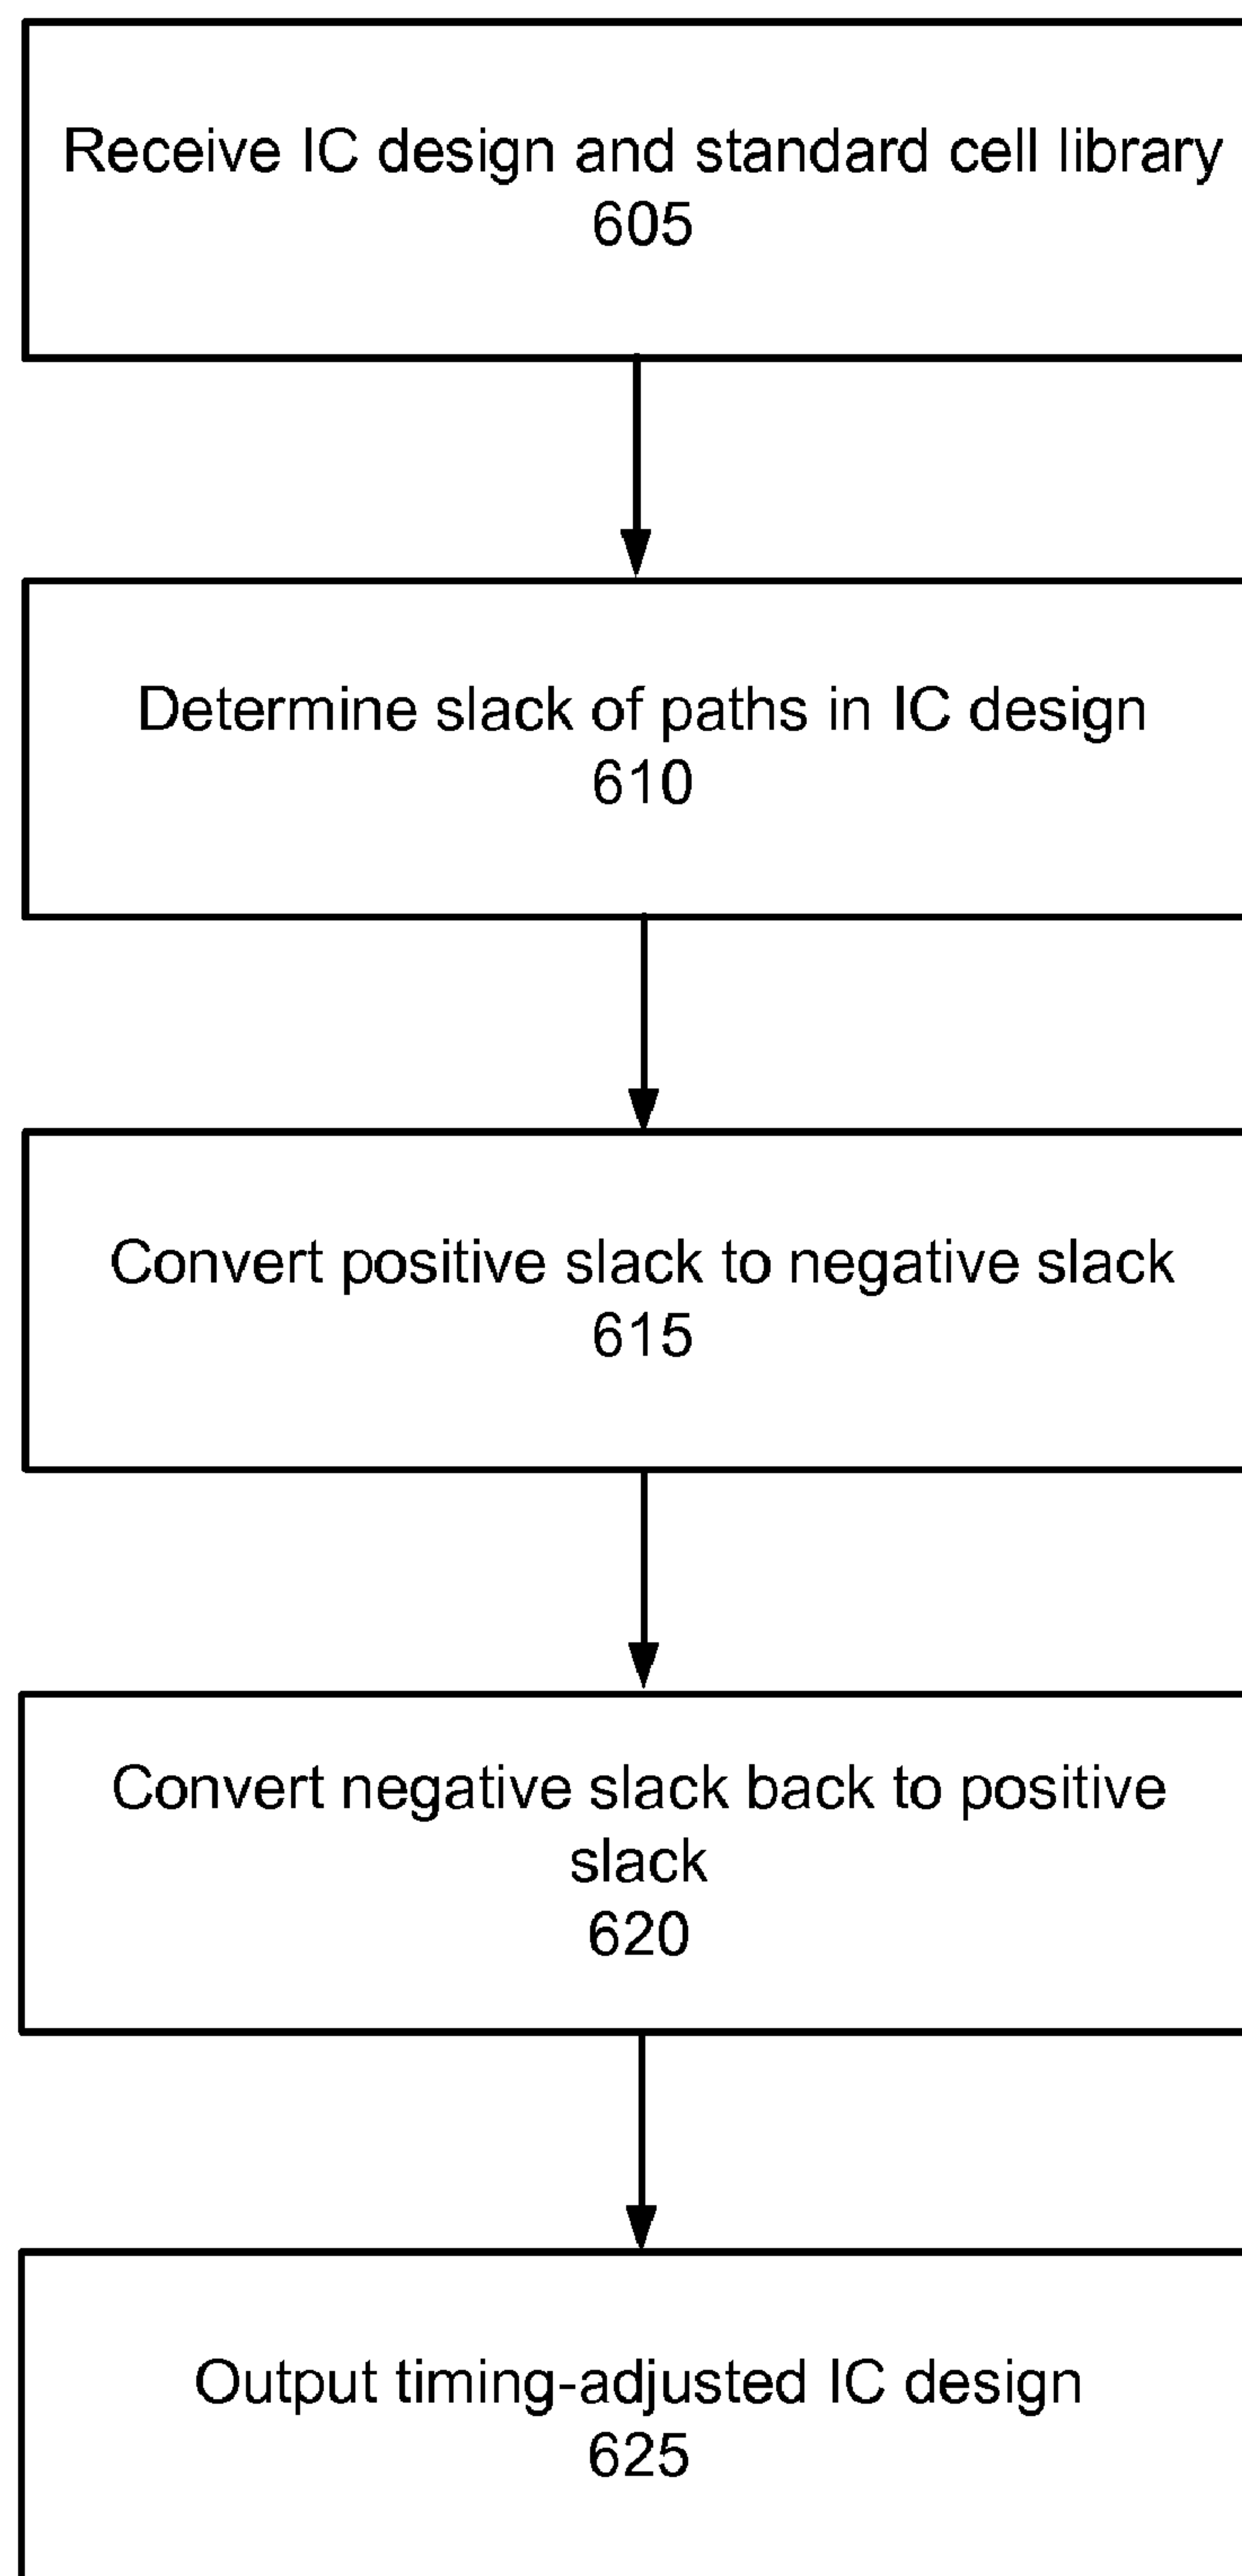 Receive IC design and standard cell library
605
Determine slack of paths in IC design
610
Convert positive slack to negative slack
615
Convert negative slack back to positive
slack
620
Output timing-adjusted IC design
625